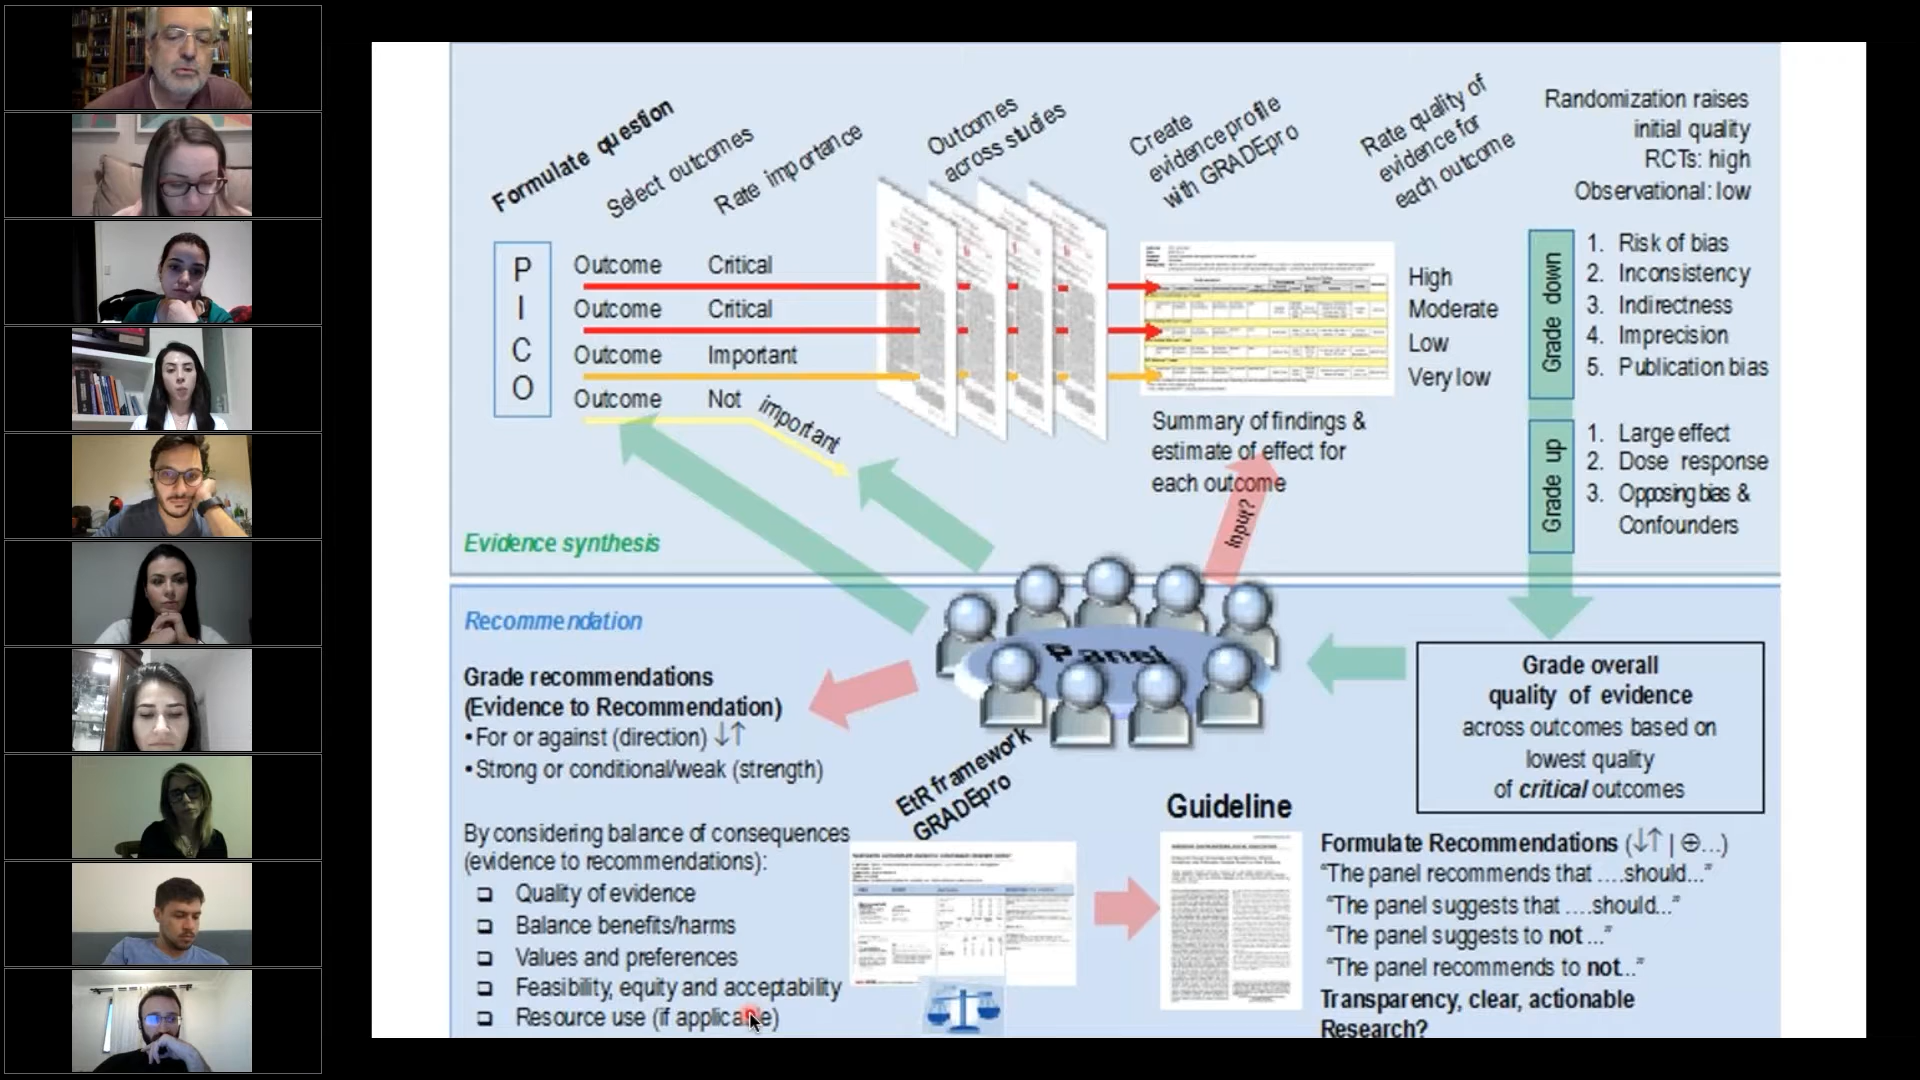 Formulate question
Select outcomes
Rate importance
Outcomes
across studies
Create
evidence profile
with GRADEpro
Rate quality of
evidence for
each outcome
Randomization raises
initial quality
RCTs: high
Observational: low
P
I
C
O
Outcome Critical
Outcome Critical
Outcome Important
Outcome Not important
High
Moderate
Low
Very low
Summary of findings &
estimate of effect for
each outcome
Grade down
1. Risk of bias
2. Inconsistency
3. Indirectness
4. Imprecision
5. Publication bias
Grade up
1. Large effect
2. Dose response
3. Opposing bias &
Confounders
Evidence synthesis
Input?
Recommendation
Panel
Grade recommendations
(Evidence to Recommendation)
•For or against (direction) ↓↑
•Strong or conditional/weak (strength)
By considering balance of consequences
(evidence to recommendations):
❑ Quality of evidence
❑ Balance benefits/harms
❑ Values and preferences
❑ Feasibility, equity and acceptability
❑ Resource use (if applicable)
EtR framework
GRADEpro
Guideline
Grade overall
quality of evidence
across outcomes based on
lowest quality
of critical outcomes
Formulate Recommendations (↓↑ | ⊕...)
“The panel recommends that ....should...”
“The panel suggests that ....should...”
“The panel suggests to not ...”
“The panel recommends to not...”
Transparency, clear, actionable
Research?